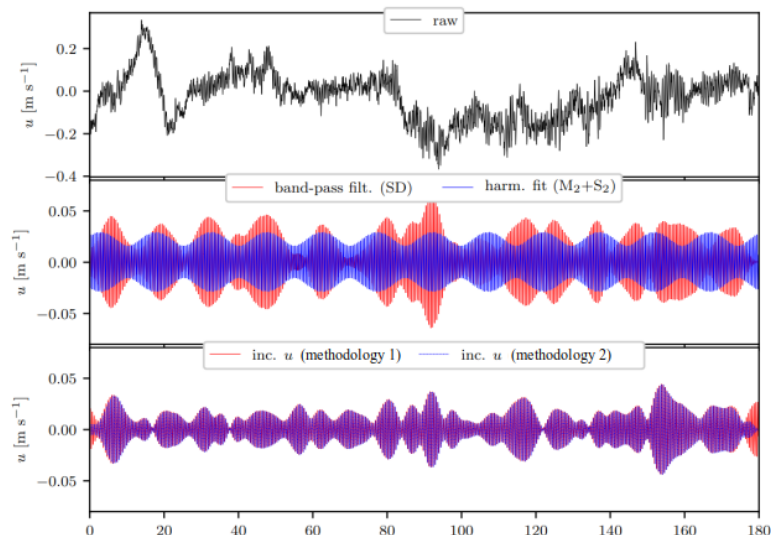 raw
0.2
0.0
−0.2
−0.4
u [m s⁻¹]
band-pass filt. (SD) harm. fit (M₂+S₂)
0.05
0.00
−0.05
u [m s⁻¹]
inc. u (methodology 1) inc. u (methodology 2)
0.05
0.00
−0.05
u [m s⁻¹]
0 20 40 60 80 100 120 140 160 180